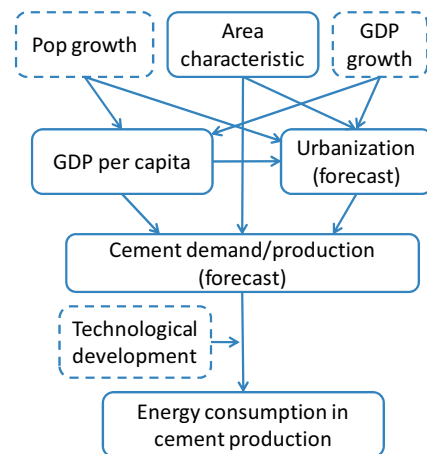 Pop growth
Area
characteristic
GDP
growth
GDP per capita
Urbanization
(forecast)
Cement demand/production
(forecast)
Technological
development
Energy consumption in
cement production